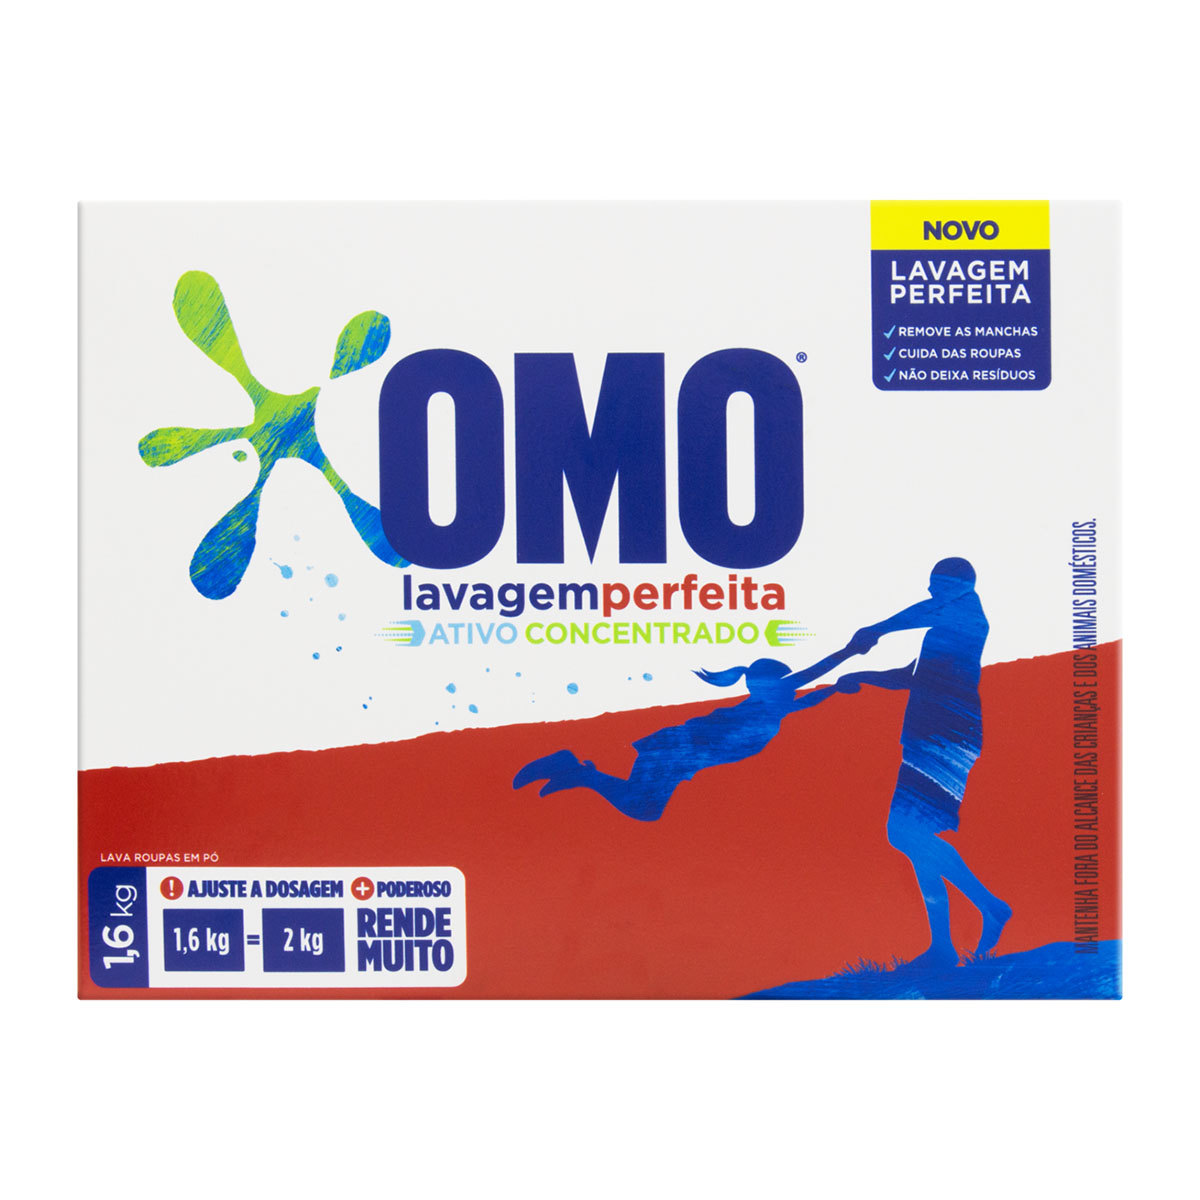 NOVO
LAVAGEM
PERFEITA
✓ REMOVE AS MANCHAS
✓ CUIDA DAS ROUPAS
✓ NÃO DEIXA RESÍDUOS
OMO®
lavagemperfeita
ATIVO CONCENTRADO
MANTENHA FORA DO ALCANCE DAS CRIANÇAS E DOS ANIMAIS DOMÉSTICOS.
LAVA ROUPAS EM PÓ
1,6 kg
! AJUSTE A DOSAGEM + PODEROSO
1,6 kg = 2 kg
RENDE
MUITO